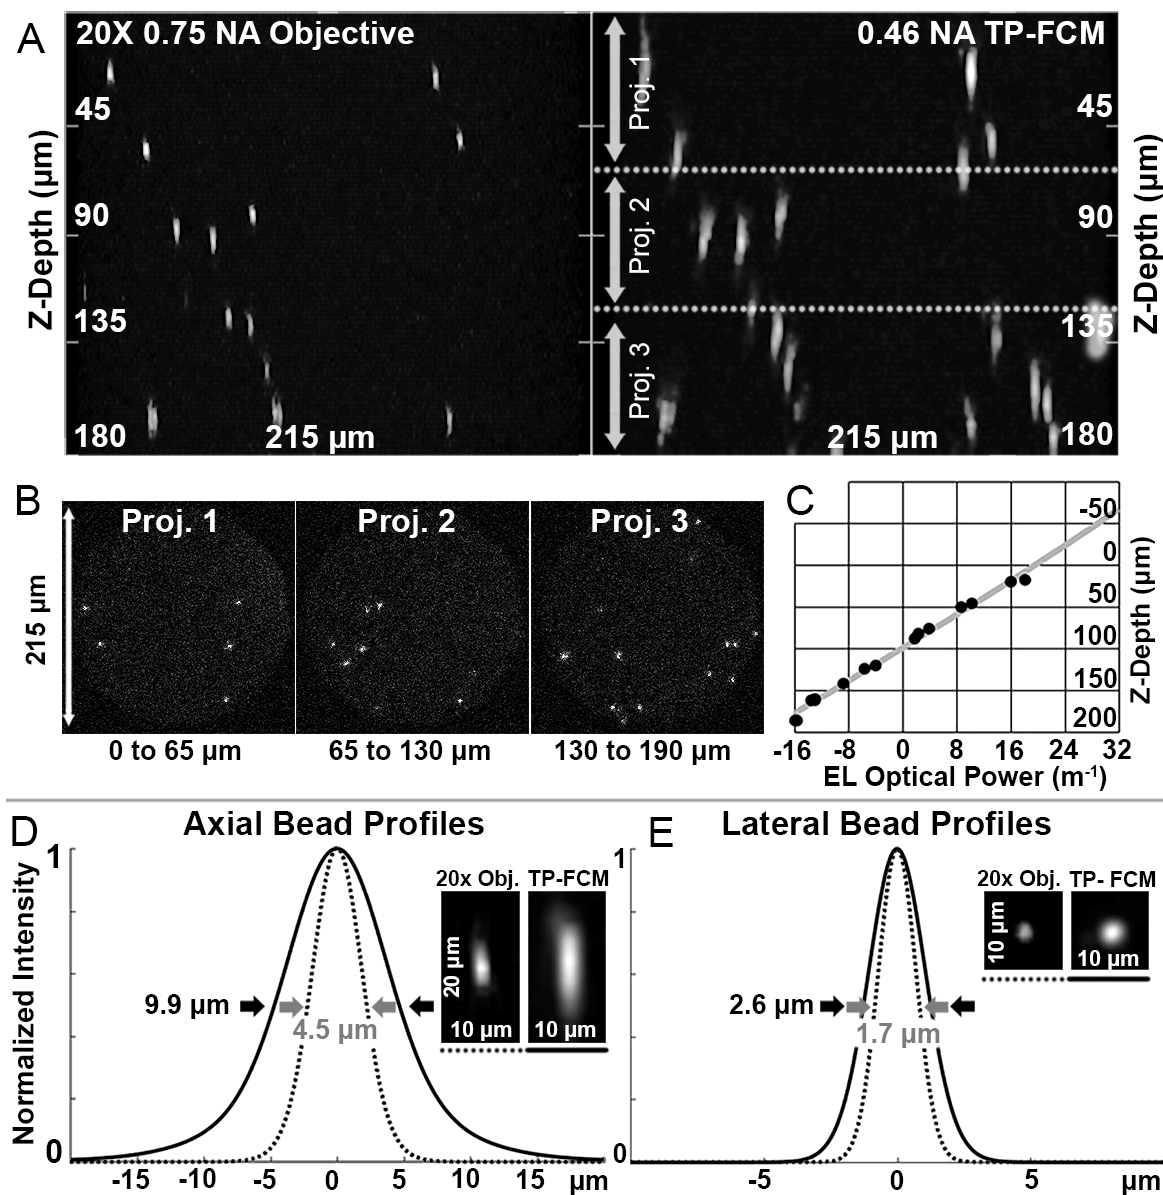 A
20X 0.75 NA Objective
0.46 NA TP-FCM
Z-Depth (µm)
45
90
135
180
215 µm
Proj. 1
Proj. 2
Proj. 3
45
90
135
180
215 µm
Z-Depth (µm)
B
Proj. 1
Proj. 2
Proj. 3
215 µm
0 to 65 µm
65 to 130 µm
130 to 190 µm
C
-50
0
50
100
150
200
Z-Depth (µm)
-16 -8 0 8 16 24 32
EL Optical Power (m⁻¹)
D
Axial Bead Profiles
Normalized Intensity
1
0
20x Obj.
TP-FCM
20 µm
10 µm
10 µm
9.9 µm
4.5 µm
-15 -10 -5 0 5 10 15 µm
E
Lateral Bead Profiles
1
0
20x Obj.
TP- FCM
10 µm
10 µm
2.6 µm
1.7 µm
-5 0 5 µm